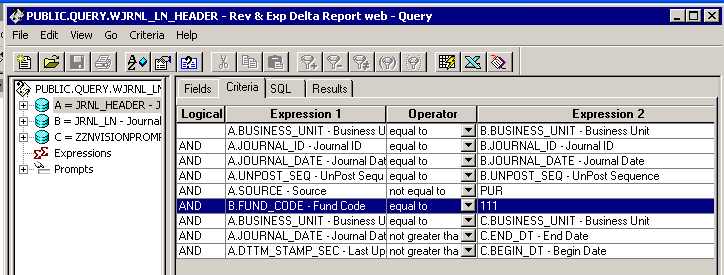 PUBLIC.QUERY.WJRNL_LN_HEADER - Rev & Exp Delta Report web - Query
File Edit View Go Criteria Help
PUBLIC.QUERY.WJRNL_LN
A = JRNL_HEADER - J
B = JRNL_LN - Journal
C = ZZNVISIONPROMP
Expressions
Prompts
Fields Criteria SQL Results
Logical Expression 1 Operator Expression 2
A.BUSINESS_UNIT - Business U equal to B.BUSINESS_UNIT - Business Unit
AND A.JOURNAL_ID - Journal ID equal to B.JOURNAL_ID - Journal ID
AND A.JOURNAL_DATE - Journal Dat equal to B.JOURNAL_DATE - Journal Date
AND A.UNPOST_SEQ - UnPost Sequ equal to B.UNPOST_SEQ - UnPost Sequence
AND A.SOURCE - Source not equal to PUR
AND B.FUND_CODE - Fund Code equal to 111
AND A.BUSINESS_UNIT - Business U equal to C.BUSINESS_UNIT - Business Unit
AND A.JOURNAL_DATE - Journal Dat not greater tha C.END_DT - End Date
AND A.DTTM_STAMP_SEC - Last Up not greater tha C.BEGIN_DT - Begin Date